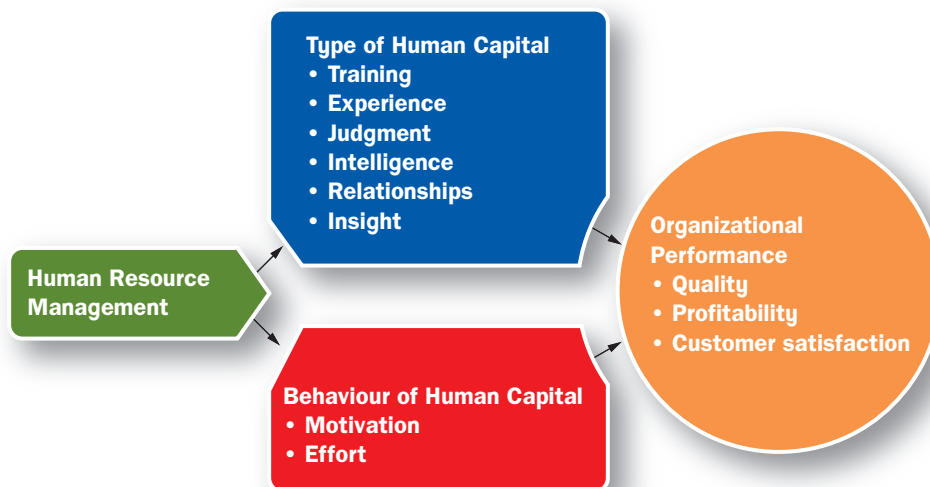 Type of Human Capital
• Training
• Experience
• Judgment
• Intelligence
• Relationships
• Insight
Human Resource
Management
Behaviour of Human Capital
• Motivation
• Effort
Organizational
Performance
• Quality
• Profitability
• Customer satisfaction